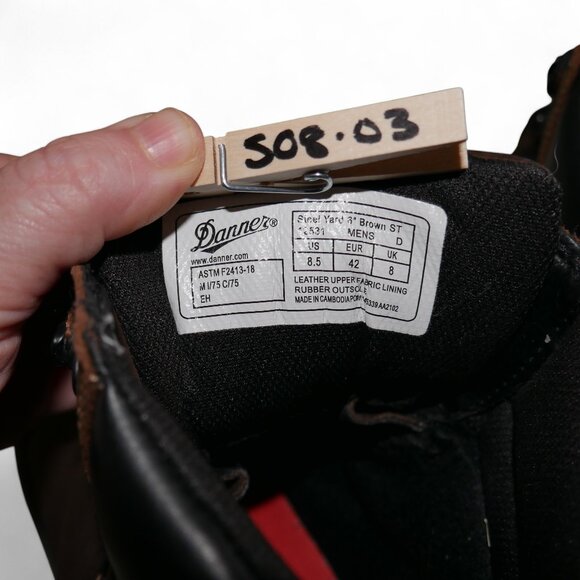 S08.03
Danner®
www.danner.com
ASTM F2413-18
M I/75 C/75
EH
Steel Yard 8" Brown ST
12531 MENS D
US EUR UK
8.5 42 8
LEATHER UPPER FABRIC LINING
RUBBER OUTSOLE
MADE IN CAMBODIA